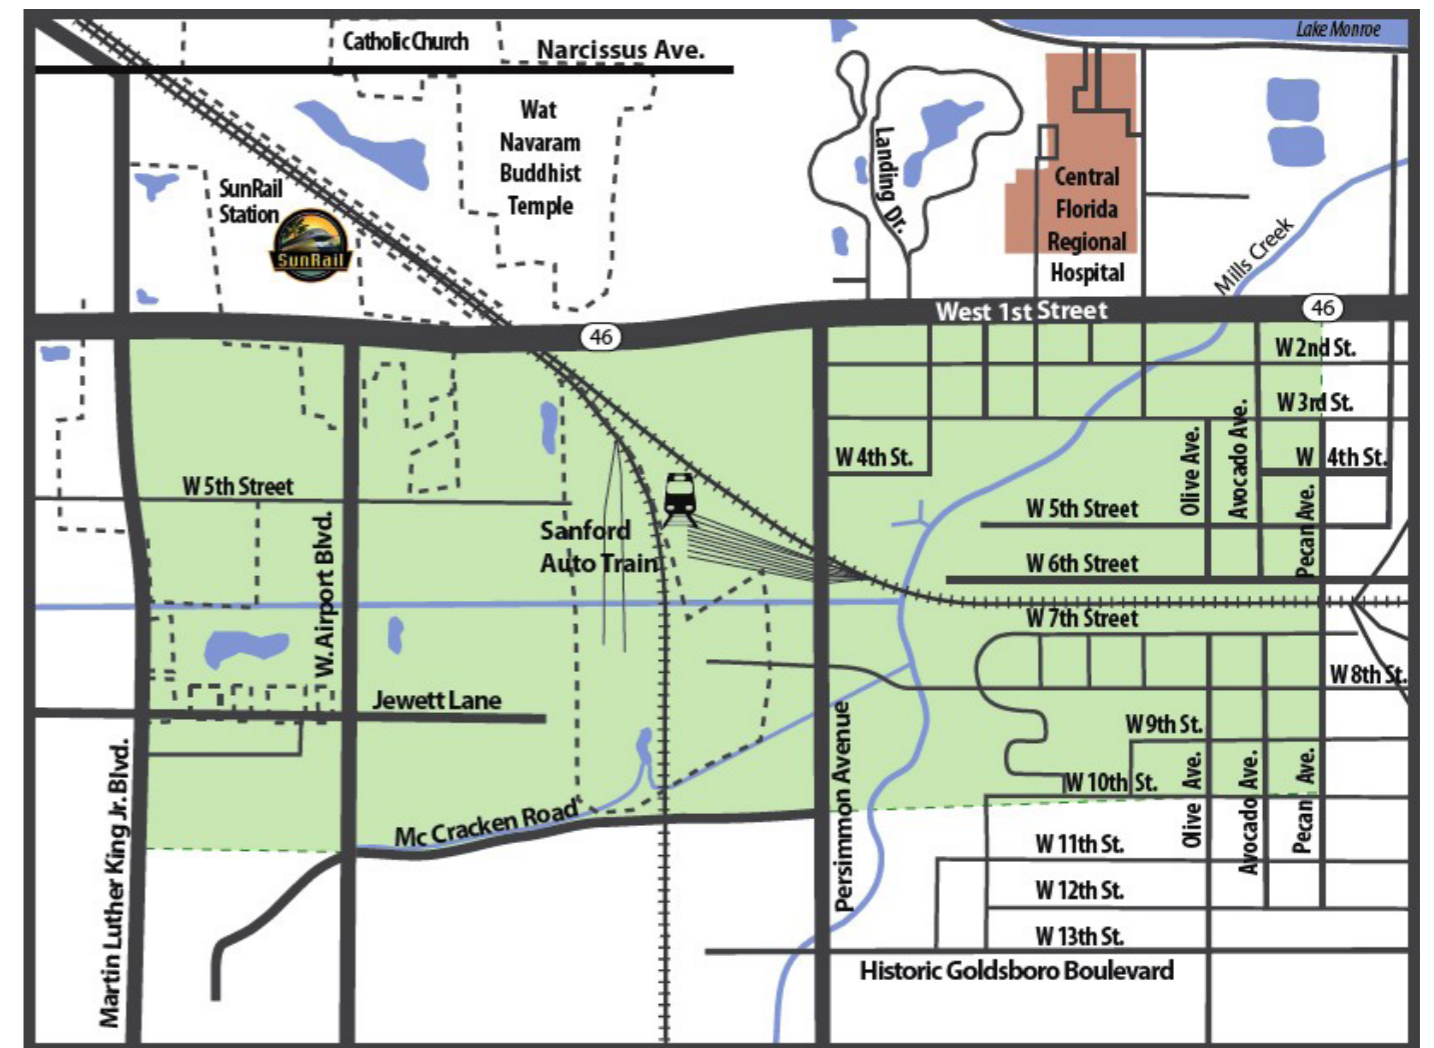 Lake Monroe
Catholic Church
Narcissus Ave.
Wat
Navaram
Buddhist
Temple
Landing Dr.
SunRail
Station
SunRail
Central
Florida
Regional
Hospital
Mills Creek
West 1st Street
46
46
W 2nd St.
W 3rd St.
W 4th St.
Olive Ave.
Avocado Ave.
W 4th St.
Pecan Ave.
W 5th Street
W 5th Street
Sanford
Auto Train
W. Airport Blvd.
W 6th Street
W 7th Street
W 8th St.
Jewett Lane
Persimmon Avenue
W 9th St.
W 10th St.
Olive Ave.
Avocado Ave.
Pecan Ave.
Martin Luther King Jr. Blvd.
Mc Cracken Road
W 11th St.
W 12th St.
W 13th St.
Historic Goldsboro Boulevard